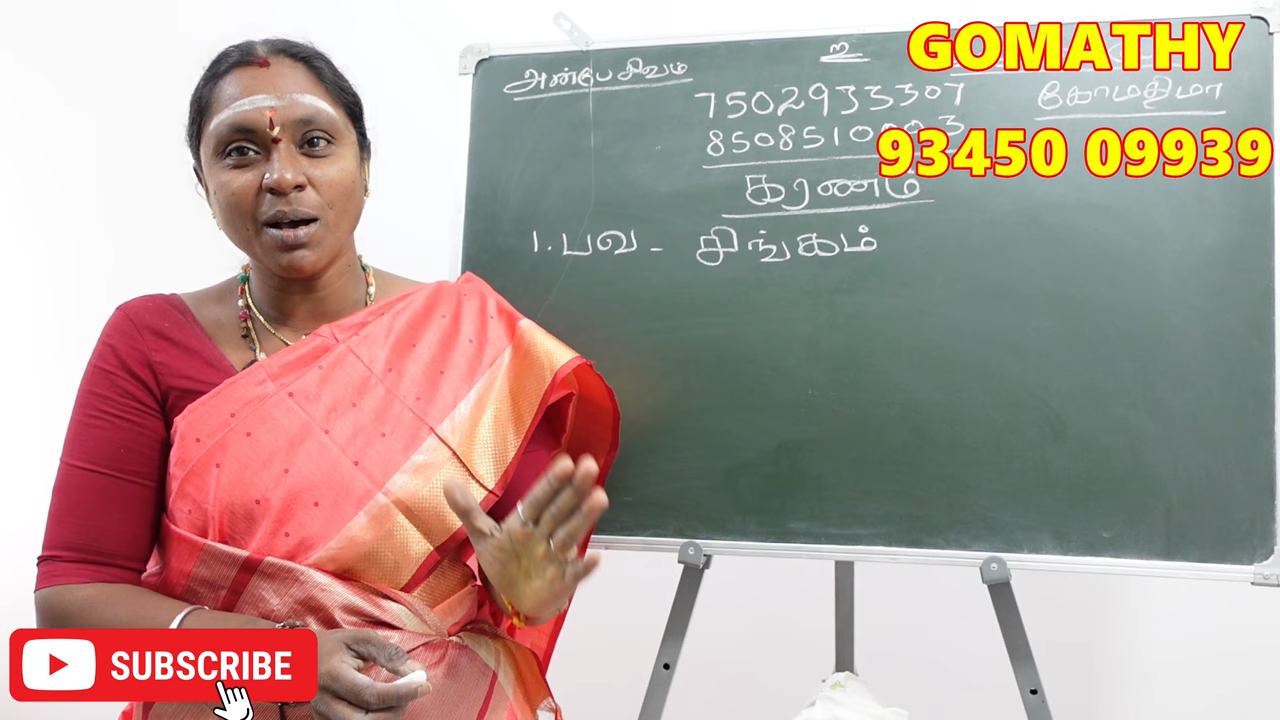 GOMATHY
93450 09939
அன்பே சிவம்
உ
கோமதிமா
7502933307
கரணம்
1. பவ - சிங்கம்
SUBSCRIBE